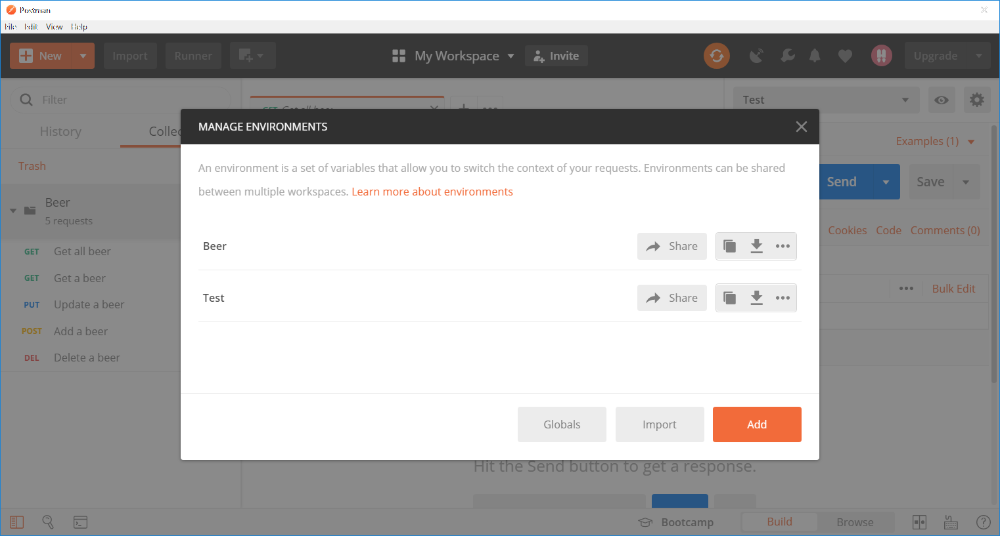 Postman
File Edit View Help
New Import Runner My Workspace Invite Upgrade
Filter
GET Get all beer
Test
History
Examples (1)
Trash
MANAGE ENVIRONMENTS
An environment is a set of variables that allow you to switch the context of your requests. Environments can be shared
between multiple workspaces. Learn more about environments
Send Save
Beer
5 requests
Cookies Code Comments (0)
GET Get all beer
GET Get a beer
PUT Update a beer
POST Add a beer
DEL Delete a beer
Beer Share
Test Share
Bulk Edit
Globals Import Add
Hit the Send button to get a response.
Bootcamp Build Browse